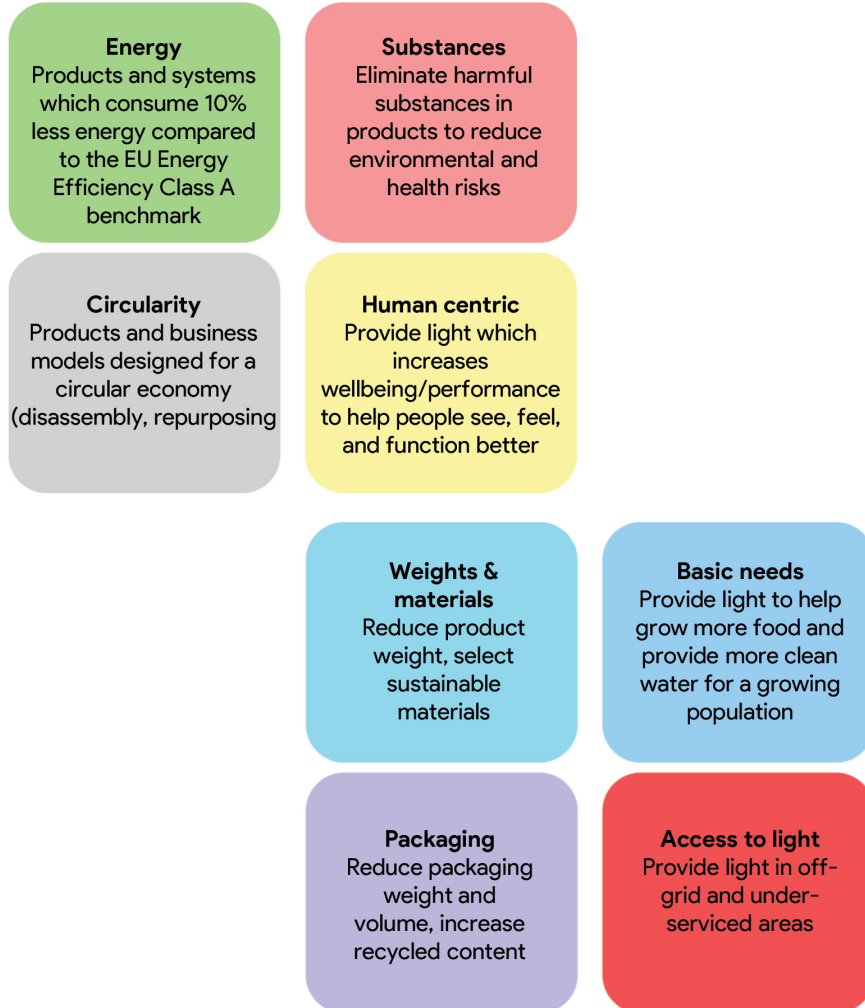 Energy
Products and systems
which consume 10%
less energy compared
to the EU Energy
Efficiency Class A
benchmark
Substances
Eliminate harmful
substances in
products to reduce
environmental and
health risks
Circularity
Products and business
models designed for a
circular economy
(disassembly, repurposing
Human centric
Provide light which
increases
wellbeing/performance
to help people see, feel,
and function better
Weights &
materials
Reduce product
weight, select
sustainable
materials
Basic needs
Provide light to help
grow more food and
provide more clean
water for a growing
population
Packaging
Reduce packaging
weight and
volume, increase
recycled content
Access to light
Provide light in off-
grid and under-
serviced areas